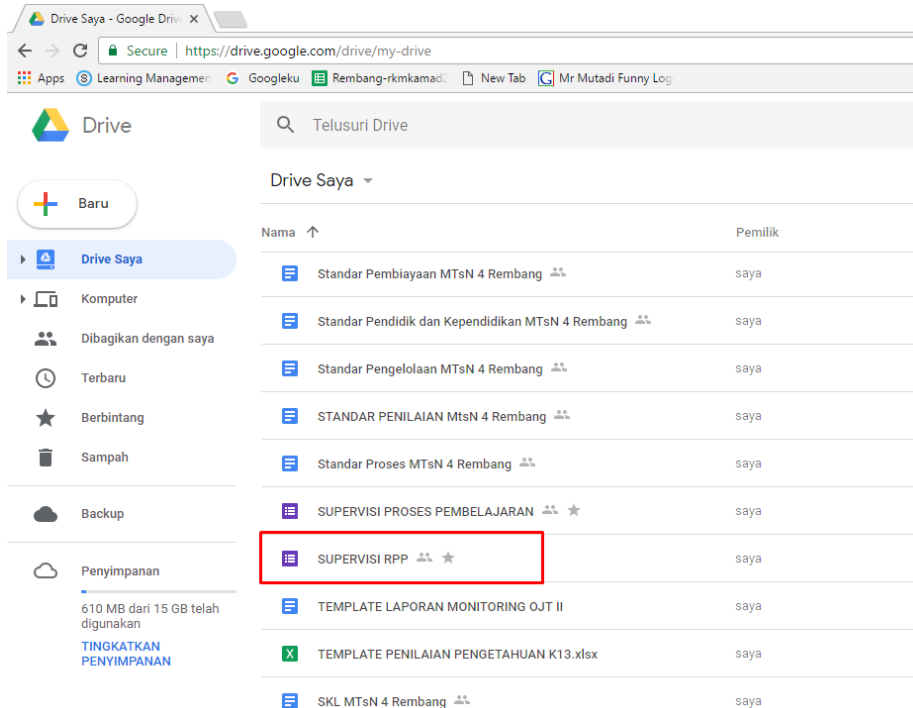 Drive Saya - Google Driv
Secure | https://drive.google.com/drive/my-drive
Apps Learning Managemen Googleku Rembang-rkmkamad2 New Tab Mr Mutadi Funny Log
Drive
Telusuri Drive
Baru
Drive Saya
Nama Pemilik
Drive Saya
Komputer
Dibagikan dengan saya
Terbaru
Berbintang
Sampah
Backup
Penyimpanan
610 MB dari 15 GB telah
digunakan
TINGKATKAN
PENYIMPANAN
Standar Pembiayaan MTsN 4 Rembang saya
Standar Pendidik dan Kependidikan MTsN 4 Rembang saya
Standar Pengelolaan MTsN 4 Rembang saya
STANDAR PENILAIAN MtsN 4 Rembang saya
Standar Proses MTsN 4 Rembang saya
SUPERVISI PROSES PEMBELAJARAN saya
SUPERVISI RPP saya
TEMPLATE LAPORAN MONITORING OJT II saya
TEMPLATE PENILAIAN PENGETAHUAN K13.xlsx saya
SKL MTsN 4 Rembang saya